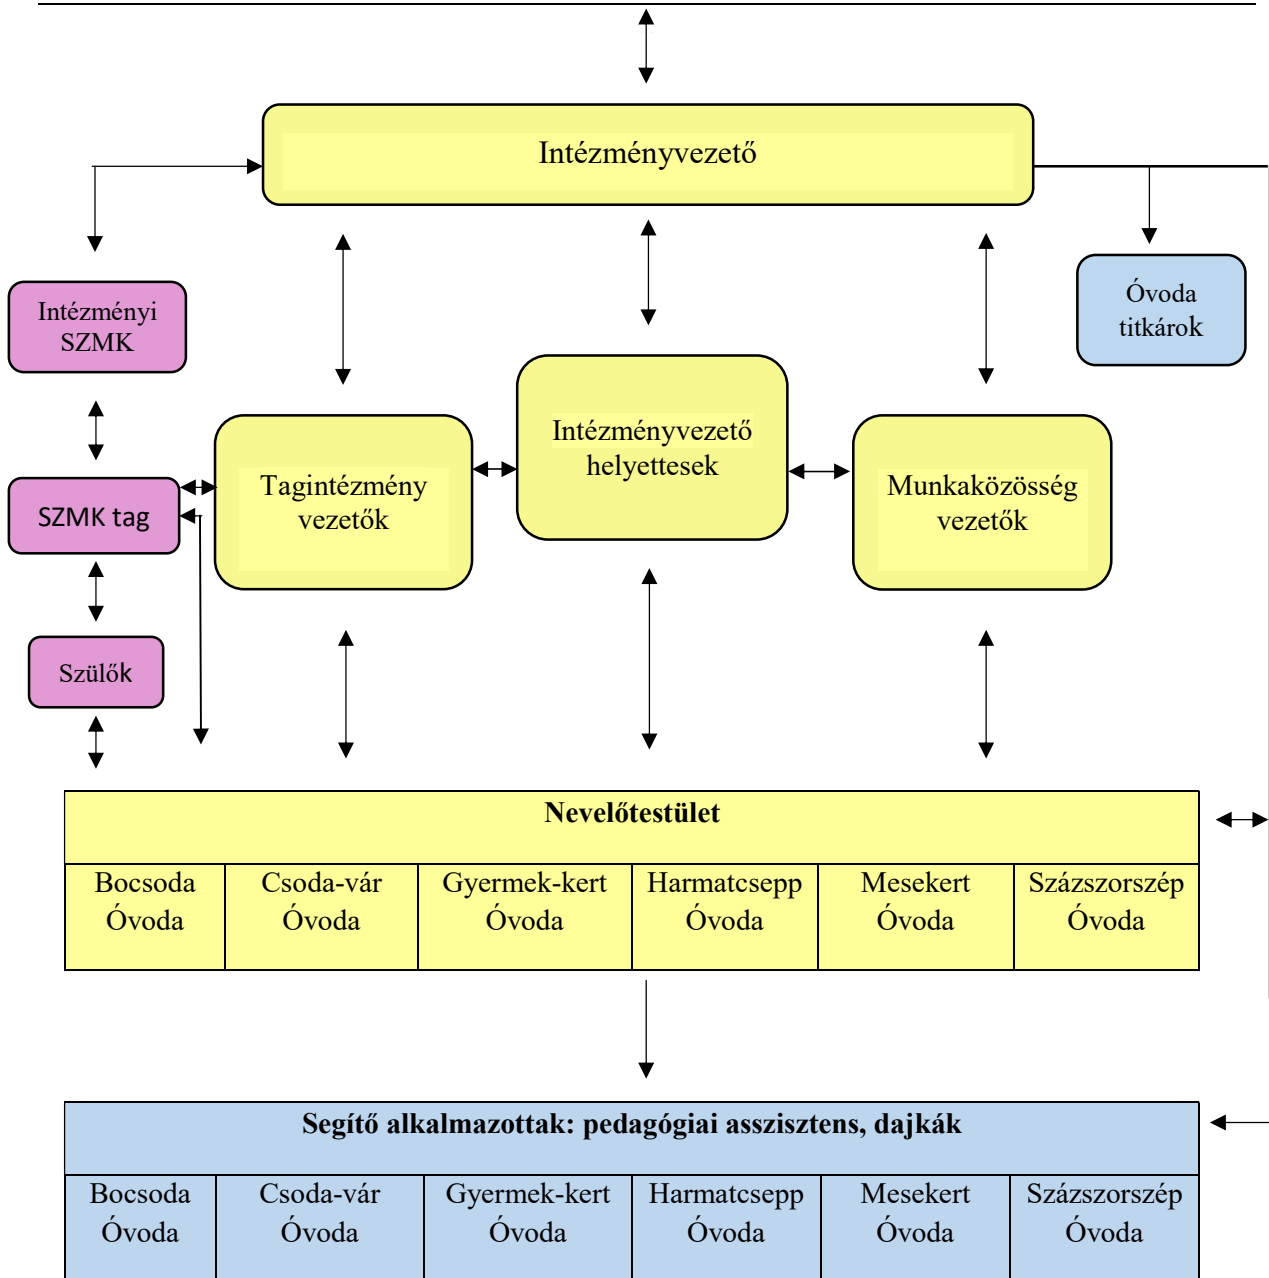 Intézményvezető
Intézményi
SZMK
Óvoda
titkárok
Intézményvezető
helyettesek
Tagintézmény
vezetők
Munkaközösség
vezetők
SZMK tag
Szülők
Nevelőtestület
Bocsoda
Óvoda
Csoda-vár
Óvoda
Gyermek-kert
Óvoda
Harmatcsepp
Óvoda
Mesekert
Óvoda
Százszorszép
Óvoda
Segítő alkalmazottak: pedagógiai asszisztens, dajkák
Bocsoda
Óvoda
Csoda-vár
Óvoda
Gyermek-kert
Óvoda
Harmatcsepp
Óvoda
Mesekert
Óvoda
Százszorszép
Óvoda